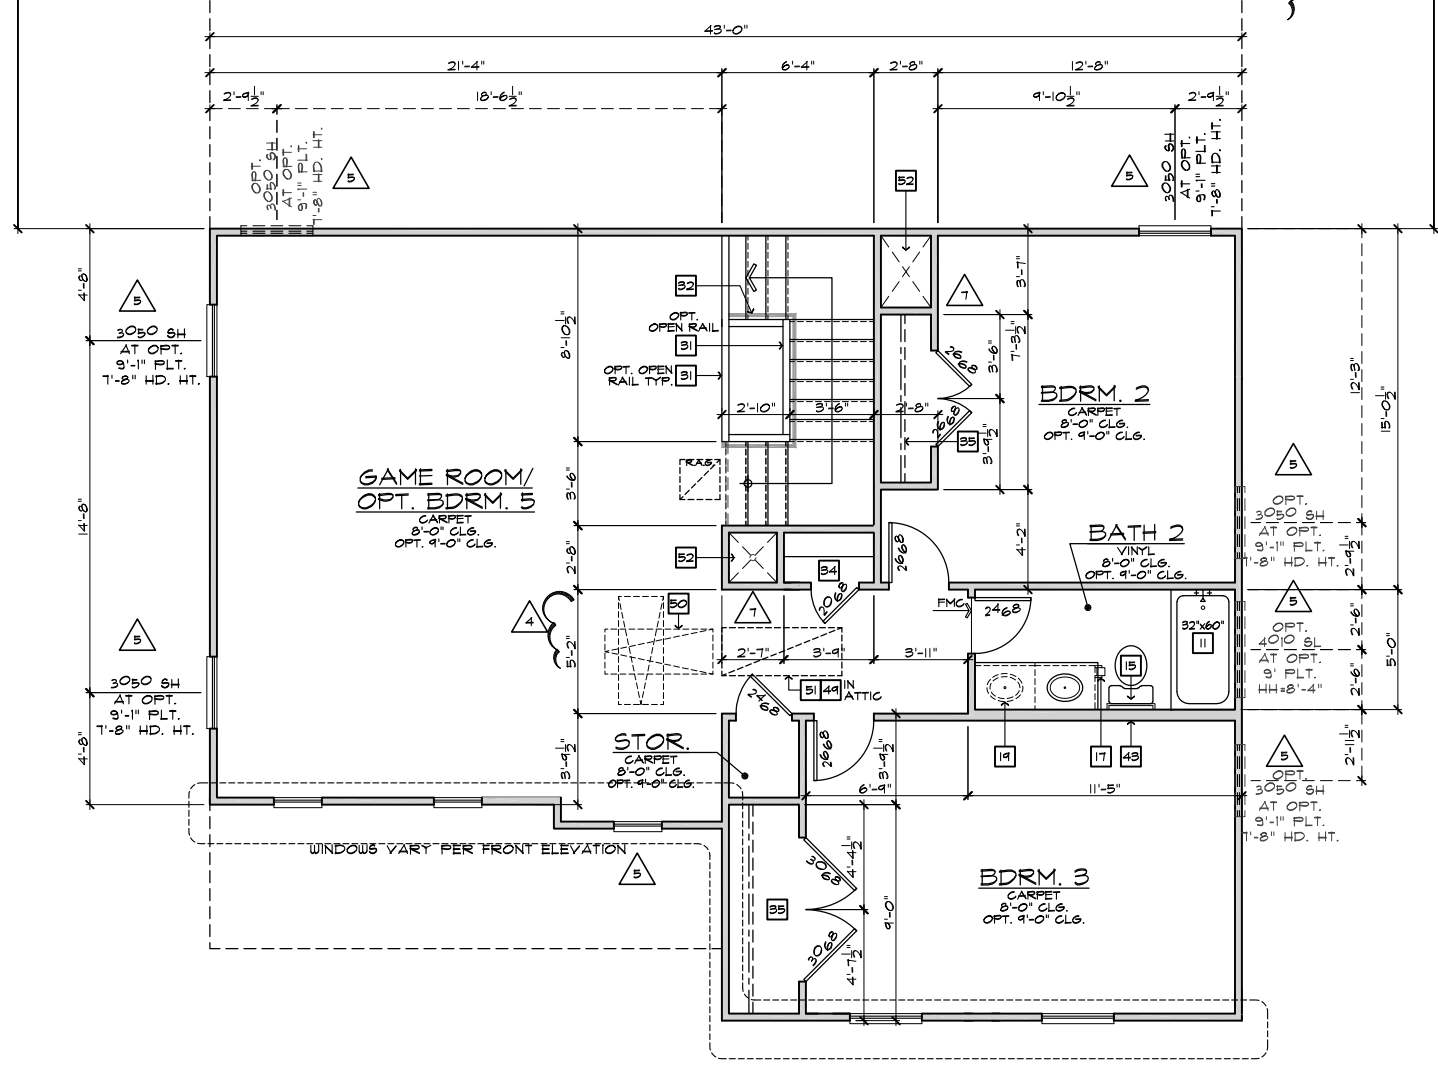 43'-0"
21'-4"
6'-4"
2'-8"
12'-8"
2'-9½"
18'-6½"
9'-10½"
2'-9½"
OPT.
3050 SH
AT OPT.
9'-1" PLT.
7'-8" HD. HT.
5
52
5
3050 SH
AT OPT.
9'-1" PLT.
7'-8" HD. HT.
4'-8"
5
3050 SH
AT OPT.
9'-1" PLT.
7'-8" HD. HT.
32
OPT.
OPEN RAIL
31
OPT. OPEN
RAIL TYP.
31
8'-10½"
7
3'-7"
3'-6"
7'-3½"
2668
2668
2'-10"
3'-6"
2'-8"
35
3'-9½"
BDRM. 2
CARPET
8'-0" CLG.
OPT. 9'-0" CLG.
12'-3"
15'-0½"
GAME ROOM/
OPT. BDRM. 5
CARPET
8'-0" CLG.
OPT. 9'-0" CLG.
14'-8"
3'-6"
R.A.G.
2'-8"
52
34
2068
2668
4'-2"
BATH 2
VINYL
8'-0" CLG.
OPT. 9'-0" CLG.
5
OPT.
3050 SH
AT OPT.
9'-1" PLT.
7'-8" HD. HT.
2'-9½"
4
50
7
FMC
2468
32"x60"
11
5
OPT.
4010 SL
AT OPT.
9' PLT.
HH=8'-4"
2'-6"
5'-0"
2'-6"
5'-2"
2'-7"
3'-9"
3'-11"
15
51
49
IN
ATTIC
2468
5
3050 SH
AT OPT.
9'-1" PLT.
7'-8" HD. HT.
4'-8"
STOR.
CARPET
8'-0" CLG.
OPT. 9'-0" CLG.
3'-9½"
2668
3'-9½"
19
17
43
6'-9"
11'-5"
5
OPT.
3050 SH
AT OPT.
9'-1" PLT.
7'-8" HD. HT.
2'-11½"
WINDOWS VARY PER FRONT ELEVATION
5
3068
4'-4½"
35
9'-0"
3068
4'-7½"
BDRM. 3
CARPET
8'-0" CLG.
OPT. 9'-0" CLG.